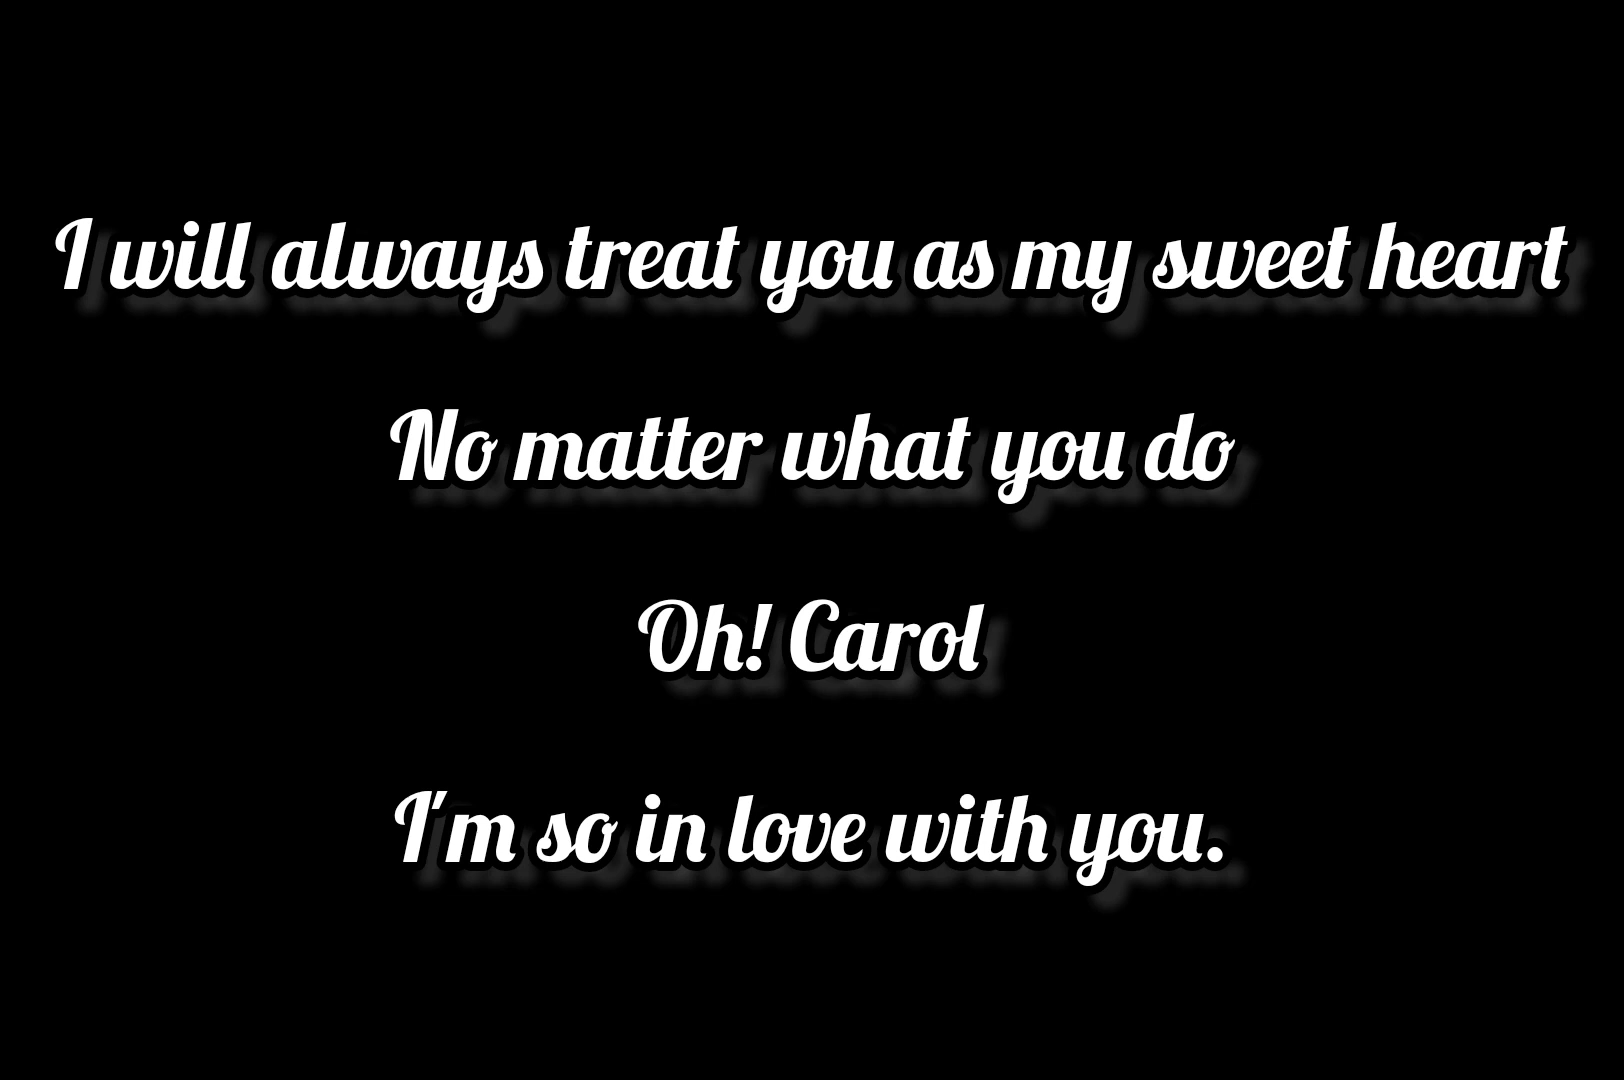 I will always treat you as my sweet heart
No matter what you do
Oh! Carol
I'm so in love with you.